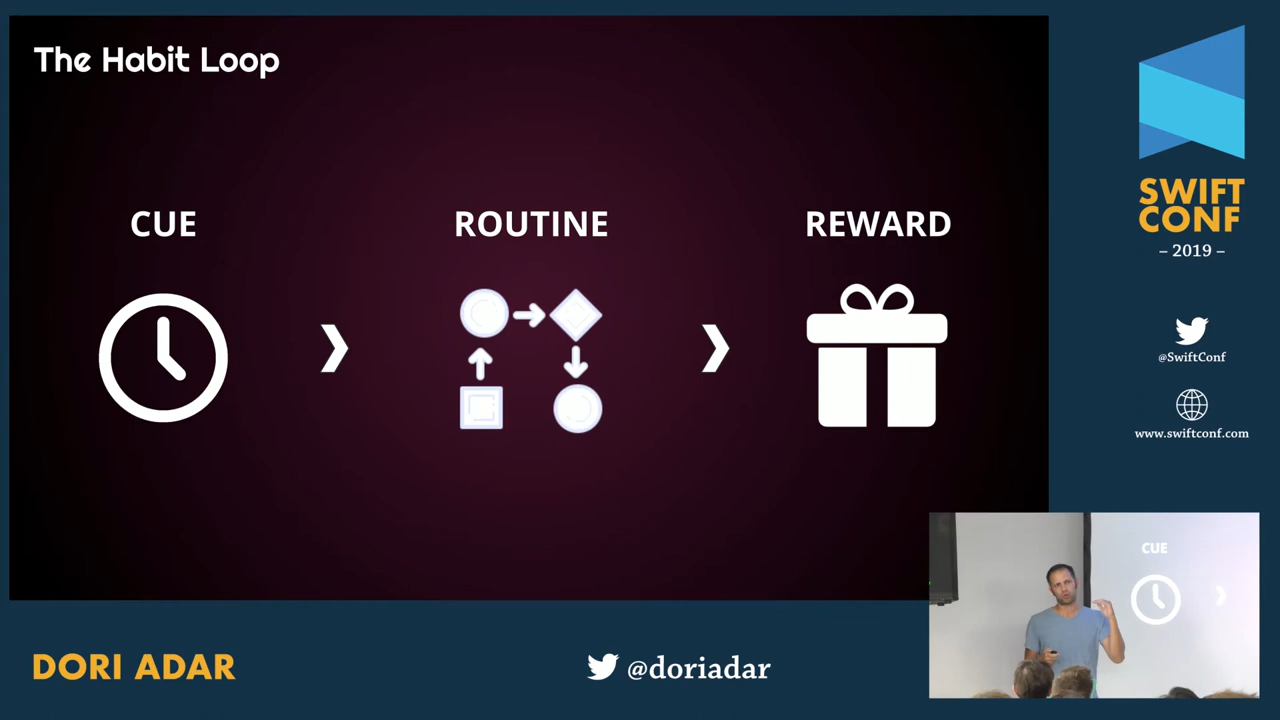 The Habit Loop
CUE
ROUTINE
REWARD
SWIFT
CONF
– 2019 –
@SwiftConf
www.swiftconf.com
CUE
DORI ADAR
@doriadar